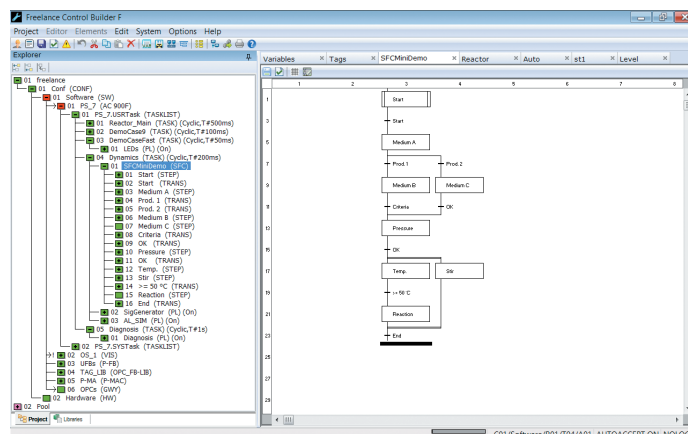 Freelance Control Builder F
Project Editor Elements Edit System Options Help
Explorer
Variables × Tags × SFCMiniDemo × Reactor × Auto × st1 × Level ×
01 freelance
01 Conf (CONF)
01 Software (SW)
01 PS_7 (AC 900F)
01 PS_7.USRTask (TASKLIST)
01 Reactor_Main (TASK) (Cyclic,T#500ms)
02 DemoCase9 (TASK) (Cyclic,T#100ms)
03 DemoCaseFast (TASK) (Cyclic,T#50ms)
01 LEDs (PL) (On)
04 Dynamics (TASK) (Cyclic,T#200ms)
01 SFCMiniDemo (SFC)
01 Start (STEP)
02 Start (TRANS)
03 Medium A (STEP)
04 Prod. 1 (TRANS)
05 Prod. 2 (TRANS)
06 Medium B (STEP)
07 Medium C (STEP)
08 Criteria (TRANS)
09 OK (TRANS)
10 Pressure (STEP)
11 OK (TRANS)
12 Temp. (STEP)
13 Stir (STEP)
14 >= 50 °C (TRANS)
15 Reaction (STEP)
16 End (TRANS)
02 SigGenerator (PL) (On)
03 AL_SIM (PL) (On)
05 Diagnosis (TASK) (Cyclic,T#1s)
01 Diagnosis (PL) (On)
02 PS_7.SYSTask (TASKLIST)
02 OS_1 (VIS)
03 UFBs (P-FB)
04 TAG_LIB (OPC_FB-LIB)
05 P-MA (P-MAC)
06 OPCs (GWY)
02 Hardware (HW)
02 Pool
Project Libraries
1 2 3 4 5 6 7 8
1 Start
3 Start
5 Medium A
7 Prod.1 Prod.2
9 Medium B Medium C
11 Criteria OK
13 Pressure
15 OK
17 Temp. Stir
19 >= 50 °C
21 Reaction
23 End
25
27
29